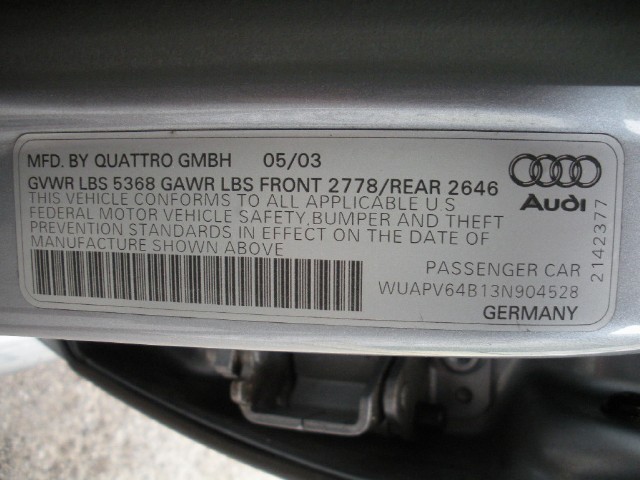 MFD. BY QUATTRO GMBH 05/03
GVWR LBS 5368 GAWR LBS FRONT 2778/REAR 2646
THIS VEHICLE CONFORMS TO ALL APPLICABLE U S
FEDERAL MOTOR VEHICLE SAFETY, BUMPER AND THEFT
PREVENTION STANDARDS IN EFFECT ON THE DATE OF
MANUFACTURE SHOWN ABOVE
Audi
2142377
PASSENGER CAR
WUAPV64B13N904528
GERMANY